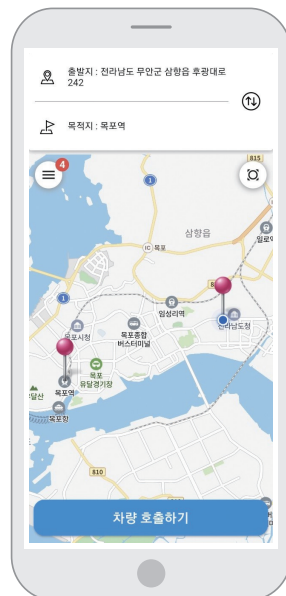 출발지 : 전라남도 무안군 삼향읍 후광대로
242
목적지 : 목포역
4
815
1
삼향읍
일로역
IC 목포
1
임성리역
목포시청
목포종합
버스터미널
전라남도청
목포
유달경기장
목포역
유달산
목포항
810
차량 호출하기